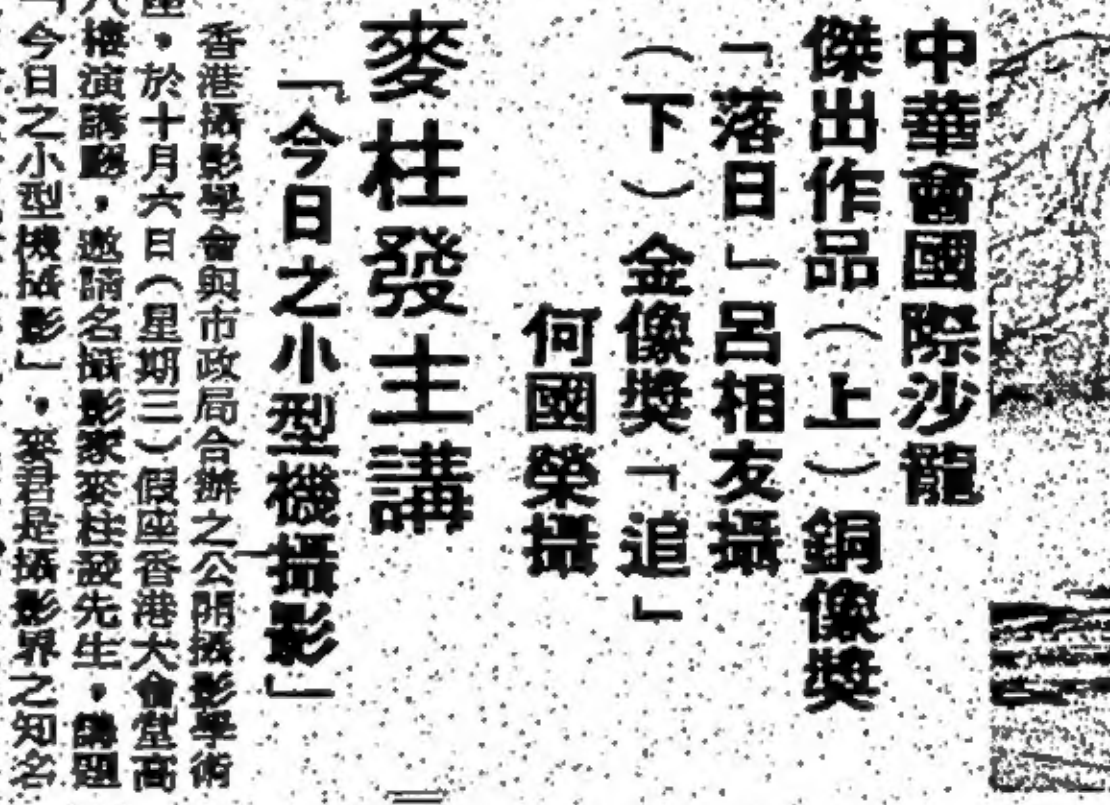 中華會國際沙龍
傑出作品（上）銅像奬
「落日」呂相友攝
（下）金像奬「追」
何國榮攝
麥柱發主講
「今日之小型機攝影」
香港攝影學會與市政局合辦之公開攝影學術
座，於十月六日（星期三）假座香港大會堂高
八樓演講廳，邀請名攝影家麥柱發先生，講題
「今日之小型機攝影」，麥君是攝影界之知名